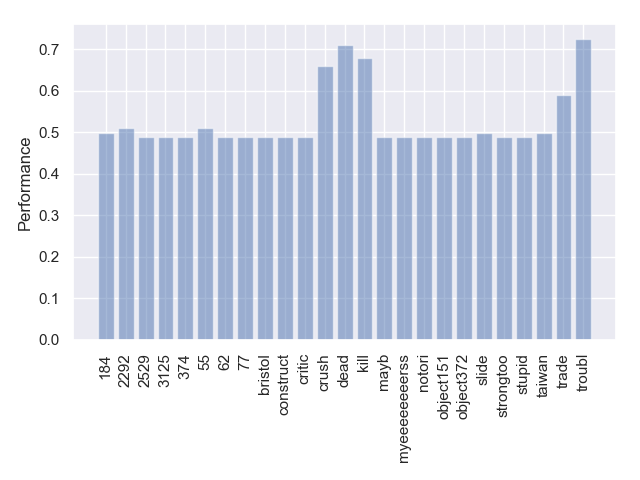 Performance
0.7
0.6
0.5
0.4
0.3
0.2
0.1
0.0
184
2292
2529
3125
374
55
62
77
bristol
construct
critic
crush
dead
kill
mayb
myeeeeeeeerss
notori
object151
object372
slide
strongtoo
stupid
taiwan
trade
troubl